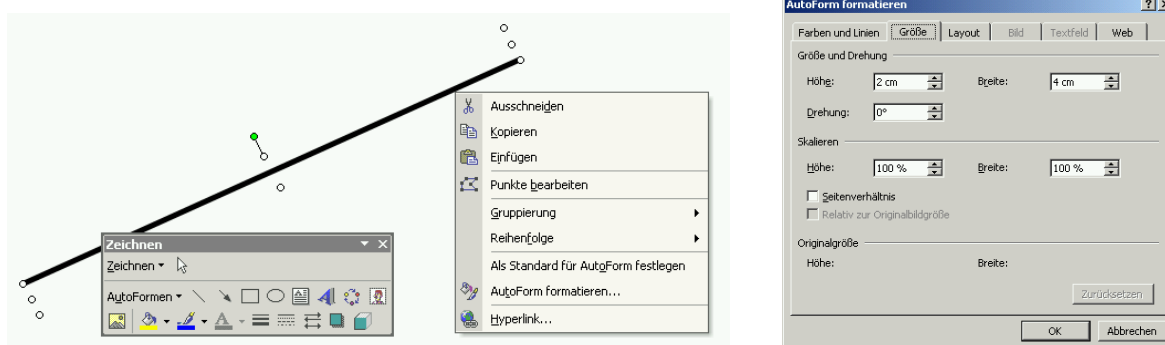 Ausschneiden
Kopieren
Einfügen
Punkte bearbeiten
Gruppierung
Reihenfolge
Als Standard für AutoForm festlegen
AutoForm formatieren...
Hyperlink...
Zeichnen
Zeichnen
AutoFormen
AutoForm formatieren
Farben und Linien Größe Layout Bild Textfeld Web
Größe und Drehung
Höhe: 2 cm Breite: 4 cm
Drehung: 0°
Skalieren
Höhe: 100 % Breite: 100 %
Seitenverhältnis
Relativ zur Originalbildgröße
Originalgröße
Höhe: Breite:
Zurücksetzen
OK Abbrechen